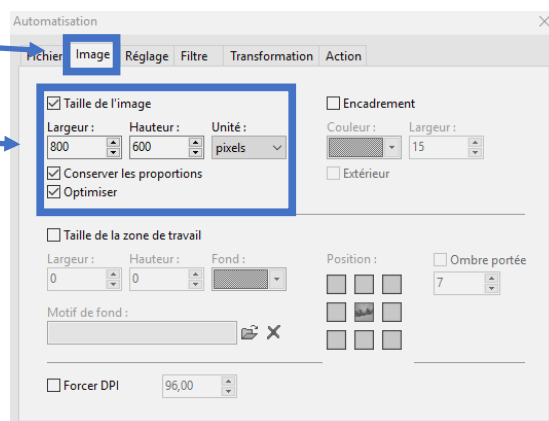 Automatisation
Fichier Image Réglage Filtre Transformation Action
Taille de l'image Encadrement
Largeur : Hauteur : Unité : Couleur : Largeur :
800 600 pixels 15
Conserver les proportions Extérieur
Optimiser
Taille de la zone de travail
Largeur : Hauteur : Fond : Position : Ombre portée
0 0 7
Motif de fond :
Forcer DPI 96,00